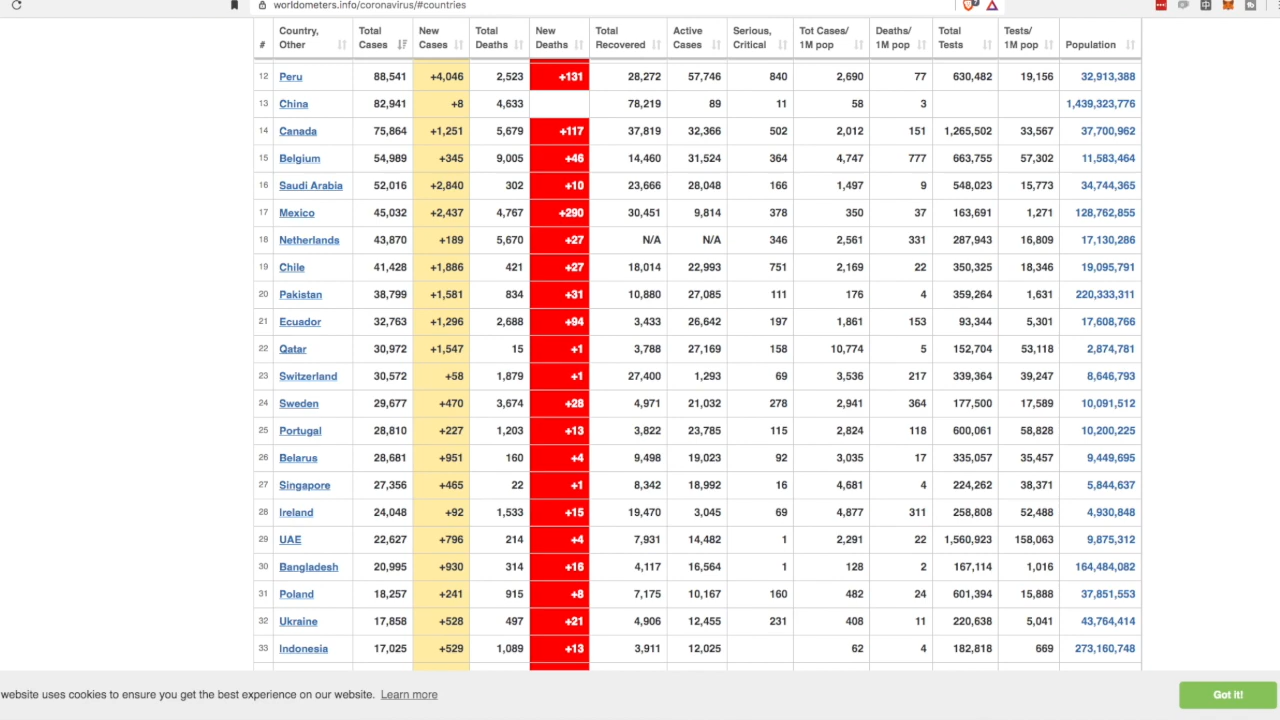 worldometers.info/coronavirus/#countries
# Country, Other Total Cases New Cases Total Deaths New Deaths Total Recovered Active Cases Serious, Critical Tot Cases/ 1M pop Deaths/ 1M pop Total Tests Tests/ 1M pop Population
12 Peru 88,541 +4,046 2,523 +131 28,272 57,746 840 2,690 77 630,482 19,156 32,913,388
13 China 82,941 +8 4,633 78,219 89 11 58 3 1,439,323,776
14 Canada 75,864 +1,251 5,679 +117 37,819 32,366 502 2,012 151 1,265,502 33,567 37,700,962
15 Belgium 54,989 +345 9,005 +46 14,460 31,524 364 4,747 777 663,755 57,302 11,583,464
16 Saudi Arabia 52,016 +2,840 302 +10 23,666 28,048 166 1,497 9 548,023 15,773 34,744,365
17 Mexico 45,032 +2,437 4,767 +290 30,451 9,814 378 350 37 163,691 1,271 128,762,855
18 Netherlands 43,870 +189 5,670 +27 N/A N/A 346 2,561 331 287,943 16,809 17,130,286
19 Chile 41,428 +1,886 421 +27 18,014 22,993 751 2,169 22 350,325 18,346 19,095,791
20 Pakistan 38,799 +1,581 834 +31 10,880 27,085 111 176 4 359,264 1,631 220,333,311
21 Ecuador 32,763 +1,296 2,688 +94 3,433 26,642 197 1,861 153 93,344 5,301 17,608,766
22 Qatar 30,972 +1,547 15 +1 3,788 27,169 158 10,774 5 152,704 53,118 2,874,781
23 Switzerland 30,572 +58 1,879 +1 27,400 1,293 69 3,536 217 339,364 39,247 8,646,793
24 Sweden 29,677 +470 3,674 +28 4,971 21,032 278 2,941 364 177,500 17,589 10,091,512
25 Portugal 28,810 +227 1,203 +13 3,822 23,785 115 2,824 118 600,061 58,828 10,200,225
26 Belarus 28,681 +951 160 +4 9,498 19,023 92 3,035 17 335,057 35,457 9,449,695
27 Singapore 27,356 +465 22 +1 8,342 18,992 16 4,681 4 224,262 38,371 5,844,637
28 Ireland 24,048 +92 1,533 +15 19,470 3,045 69 4,877 311 258,808 52,488 4,930,848
29 UAE 22,627 +796 214 +4 7,931 14,482 1 2,291 22 1,560,923 158,063 9,875,312
30 Bangladesh 20,995 +930 314 +16 4,117 16,564 1 128 2 167,114 1,016 164,484,082
31 Poland 18,257 +241 915 +8 7,175 10,167 160 482 24 601,394 15,888 37,851,553
32 Ukraine 17,858 +528 497 +21 4,906 12,455 231 408 11 220,638 5,041 43,764,414
33 Indonesia 17,025 +529 1,089 +13 3,911 12,025 62 4 182,818 669 273,160,748
website uses cookies to ensure you get the best experience on our website. Learn more
Got it!